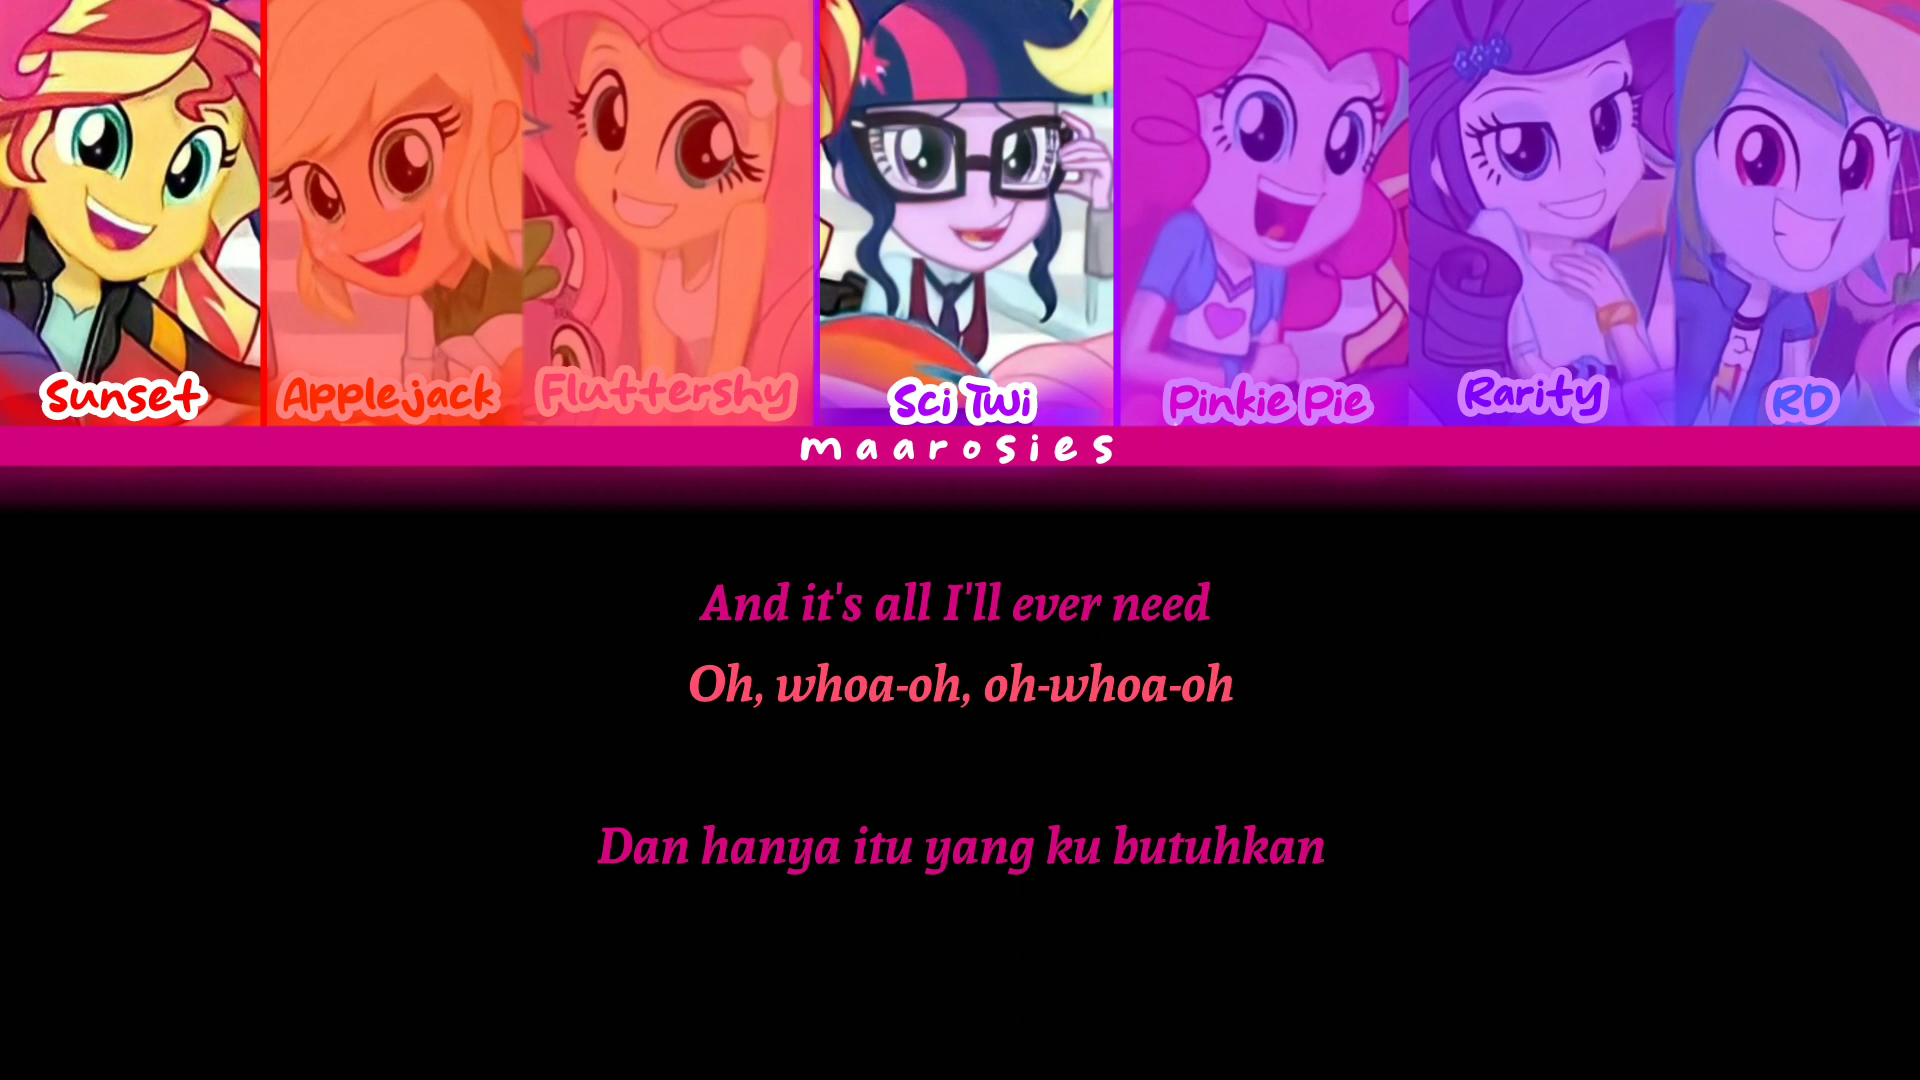 Sunset Applejack Fluttershy Sci Twi Pinkie Pie Rarity RD
maarosies
And it's all I'll ever need
Oh, whoa-oh, oh-whoa-oh
Dan hanya itu yang ku butuhkan